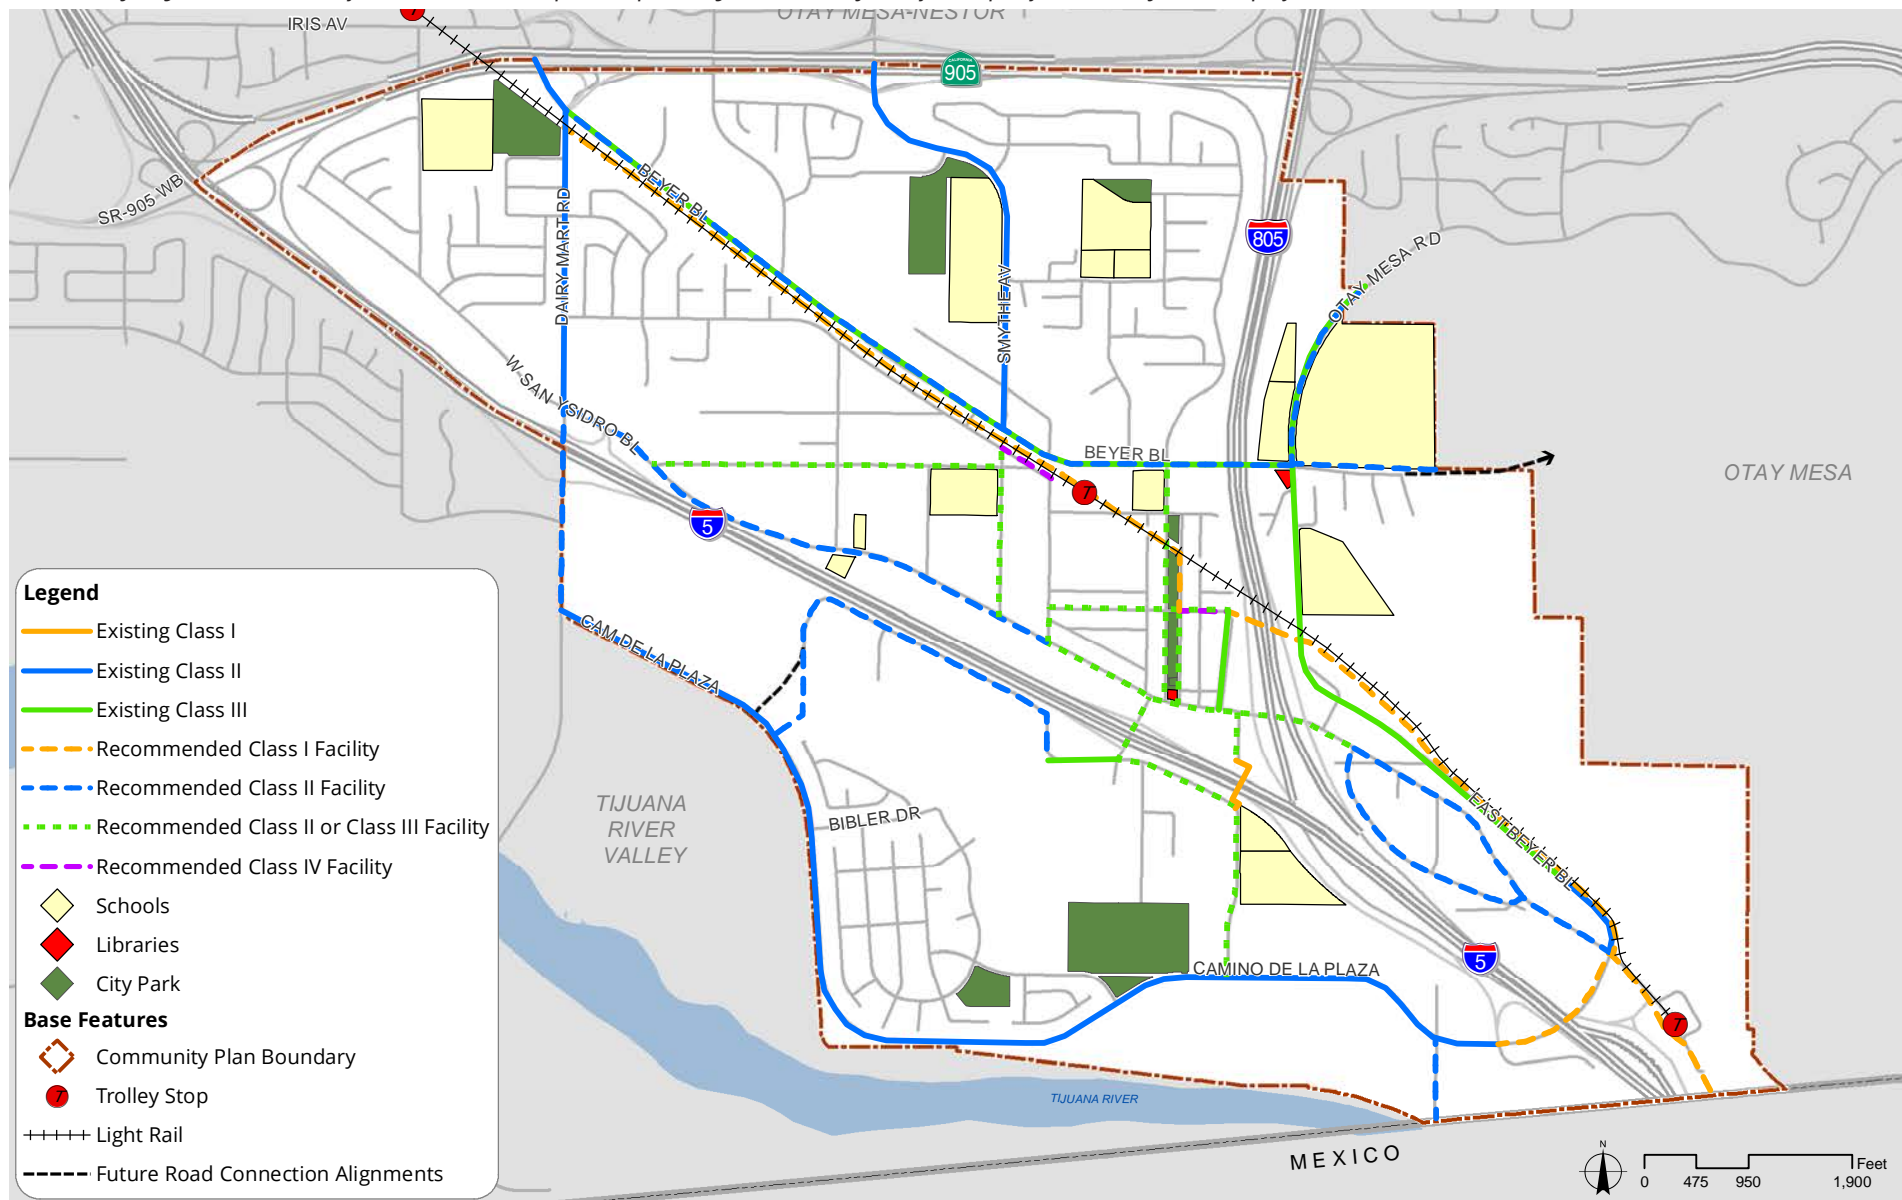 IRIS AV
OTAY MESA-NESTOR
CALIFORNIA
905
SR-905 WB
BEYER BL
DAIRY MART RD
SMYTHE AV
805
OTAY MESA RD
W SAN YSIDRO BL
BEYER BL
OTAY MESA
5
CAM DE LA PLAZA
TIJUANA
RIVER
VALLEY
BIBLER DR
EAST BEYER BL
5
CAMINO DE LA PLAZA
TIJUANA RIVER
MEXICO
Legend
Existing Class I
Existing Class II
Existing Class III
Recommended Class I Facility
Recommended Class II Facility
Recommended Class II or Class III Facility
Recommended Class IV Facility
Schools
Libraries
City Park
Base Features
Community Plan Boundary
T Trolley Stop
Light Rail
Future Road Connection Alignments
N
Feet
0 475 950 1,900